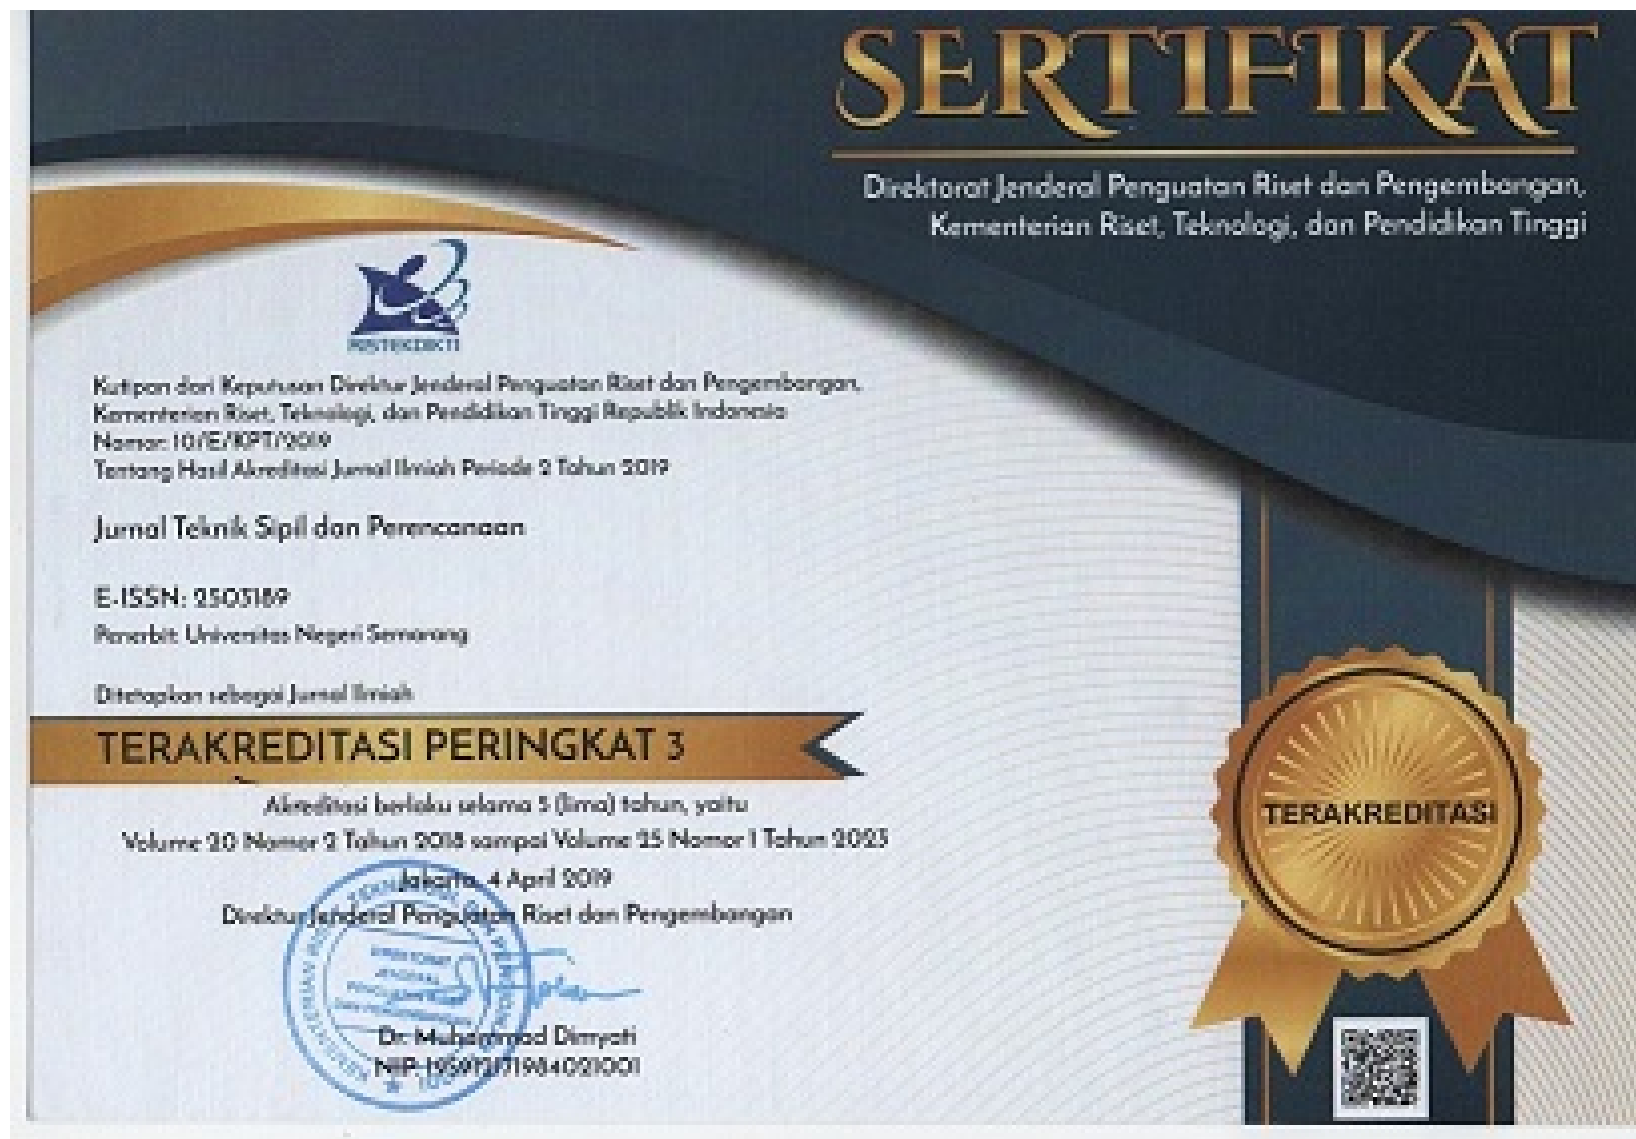 SERTIFIKAT
Direktorat Jenderal Penguatan Riset dan Pengembangan,
Kementerian Riset, Teknologi, dan Pendidikan Tinggi
RISTEKDIKTI
Kutipan dari Keputusan Direktur Jenderal Penguatan Riset dan Pengembangan,
Kementerian Riset, Teknologi, dan Pendidikan Tinggi Republik Indonesia
Nomor: 10/E/KPT/2019
Tentang Hasil Akreditasi Jurnal Ilmiah Periode 2 Tahun 2019
Jurnal Teknik Sipil dan Perencanaan
E-ISSN: 2503189
Penerbit: Universitas Negeri Semarang
Ditetapkan sebagai Jurnal Ilmiah
TERAKREDITASI PERINGKAT 3
Akreditasi berlaku selama 5 (lima) tahun, yaitu
Volume 20 Nomor 2 Tahun 2018 sampai Volume 25 Nomor 1 Tahun 2023
Jakarta, 4 April 2019
Direktur Jenderal Penguatan Riset dan Pengembangan
Dr. Muhammad Dimyati
NIP.
TERAKREDITASI